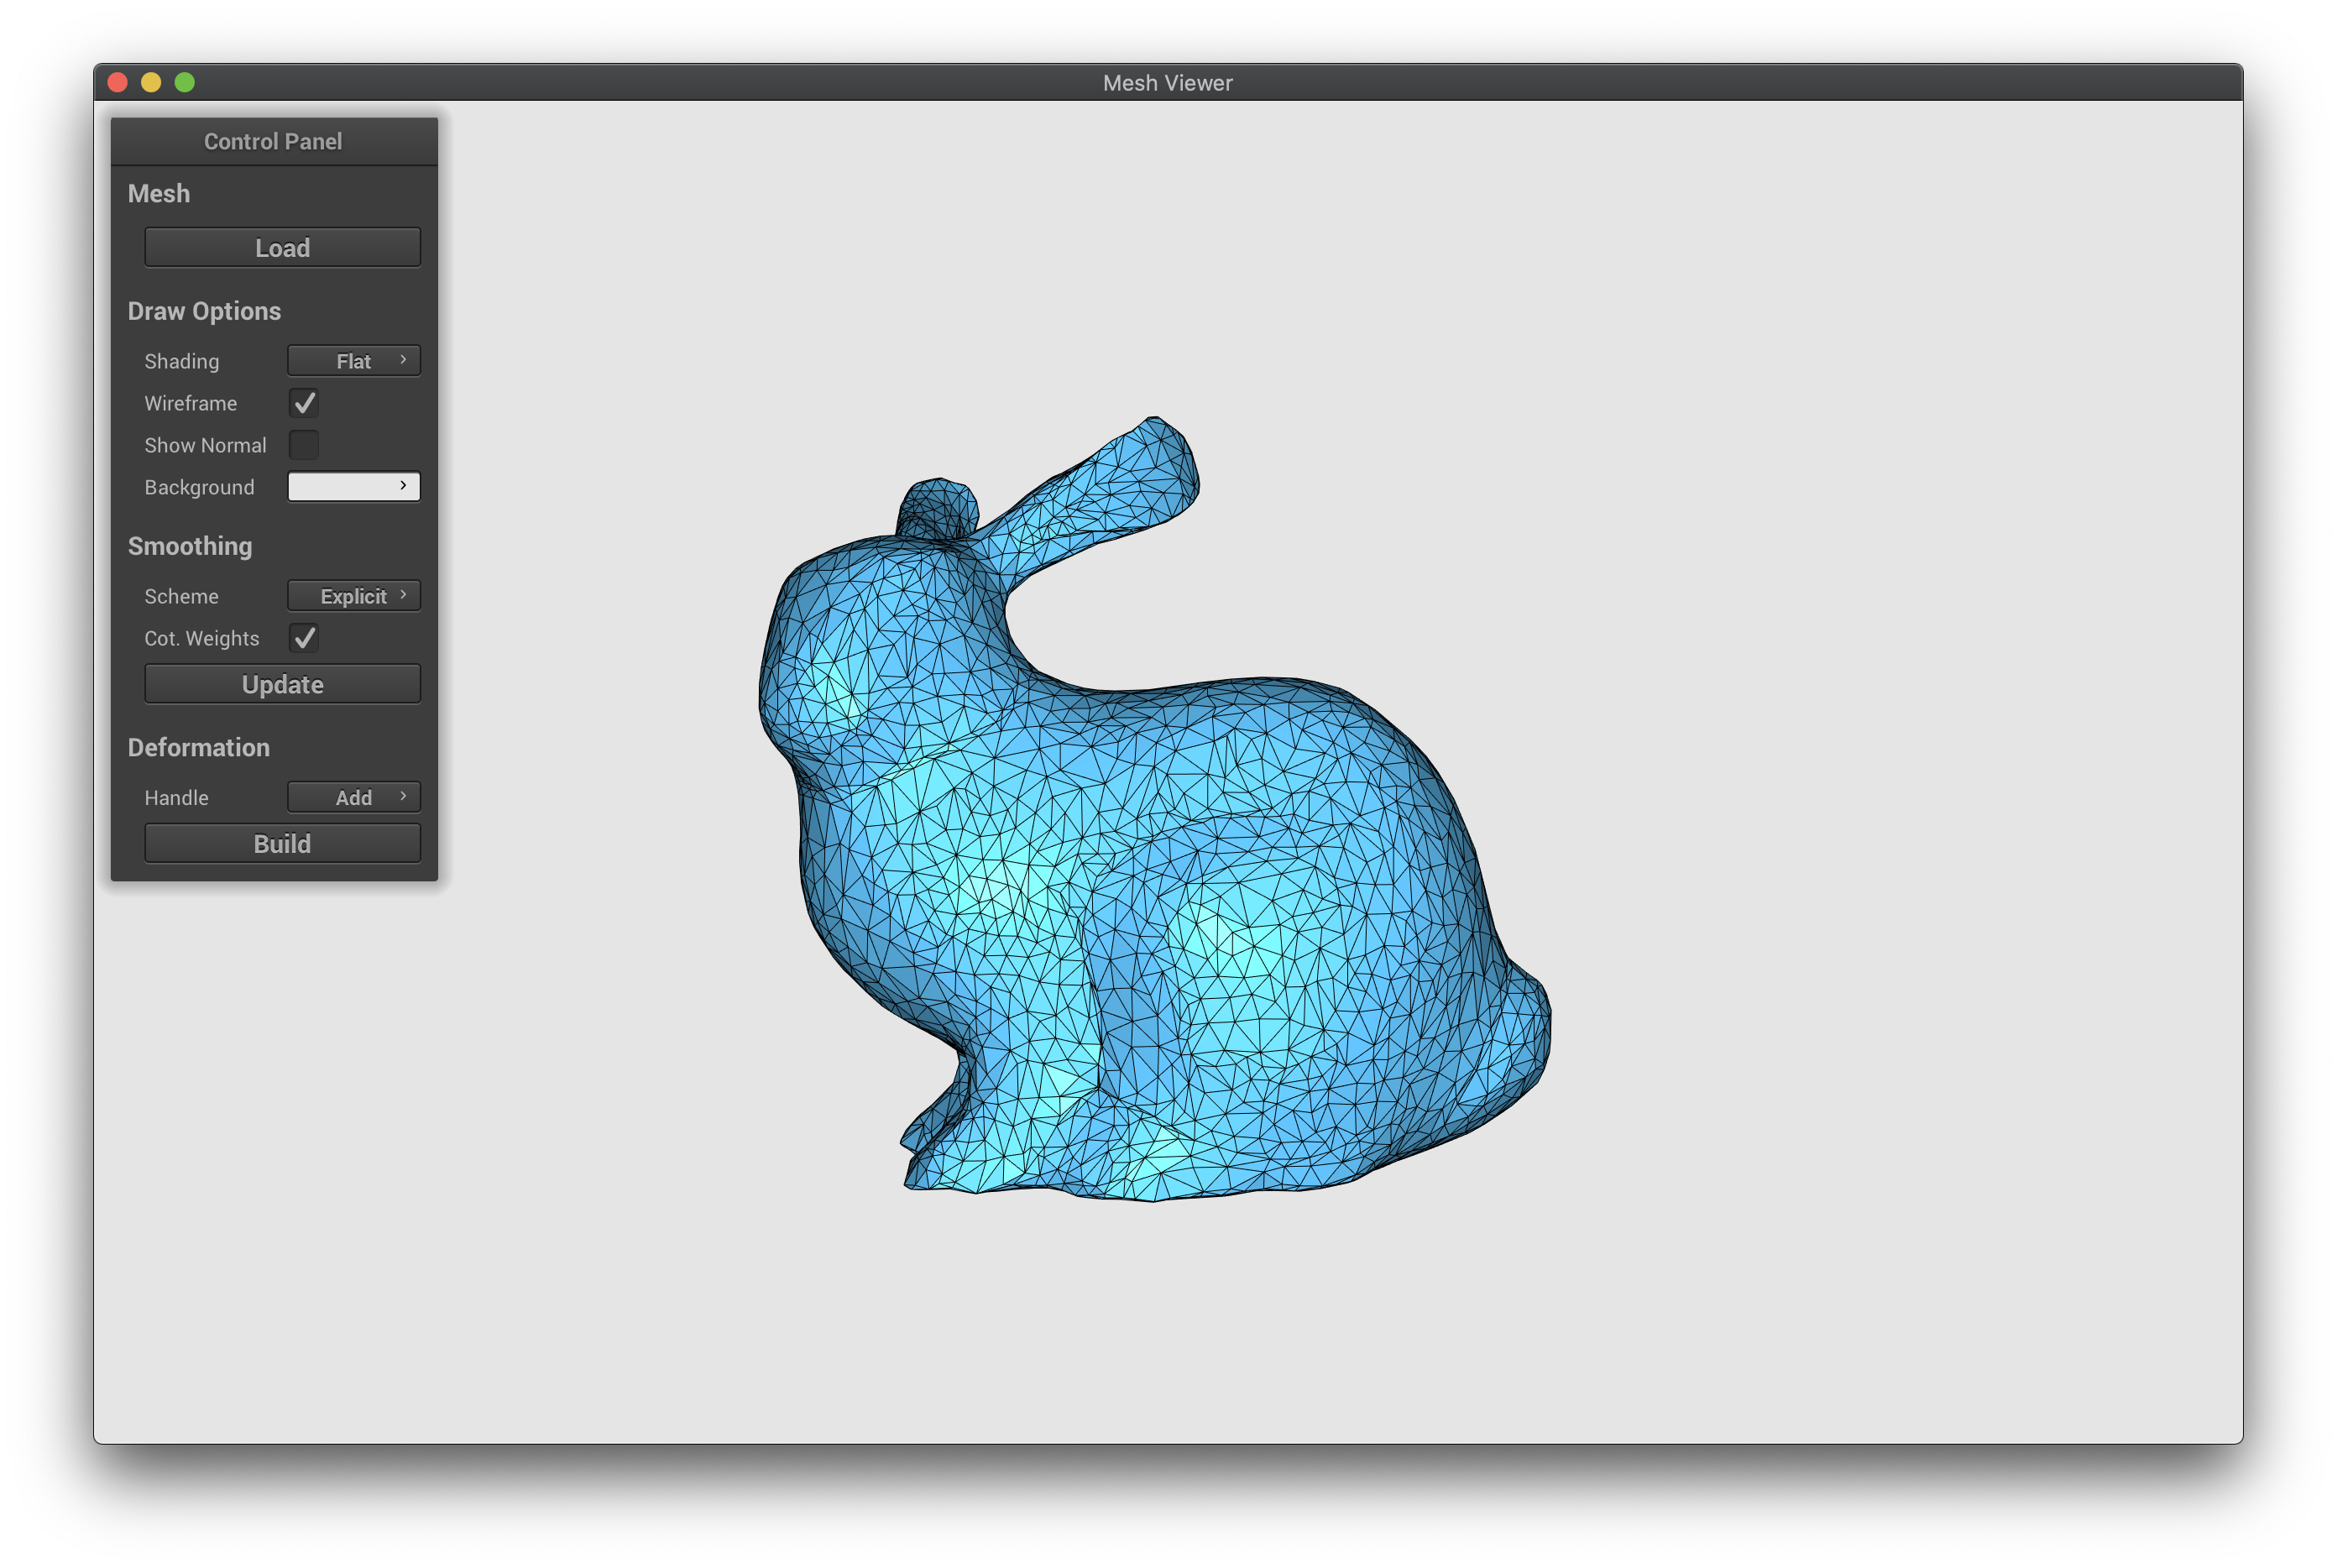 Mesh Viewer
Control Panel
Mesh
Load
Draw Options
Shading Flat
Wireframe
Show Normal
Background
Smoothing
Scheme Explicit
Cot. Weights
Update
Deformation
Handle Add
Build